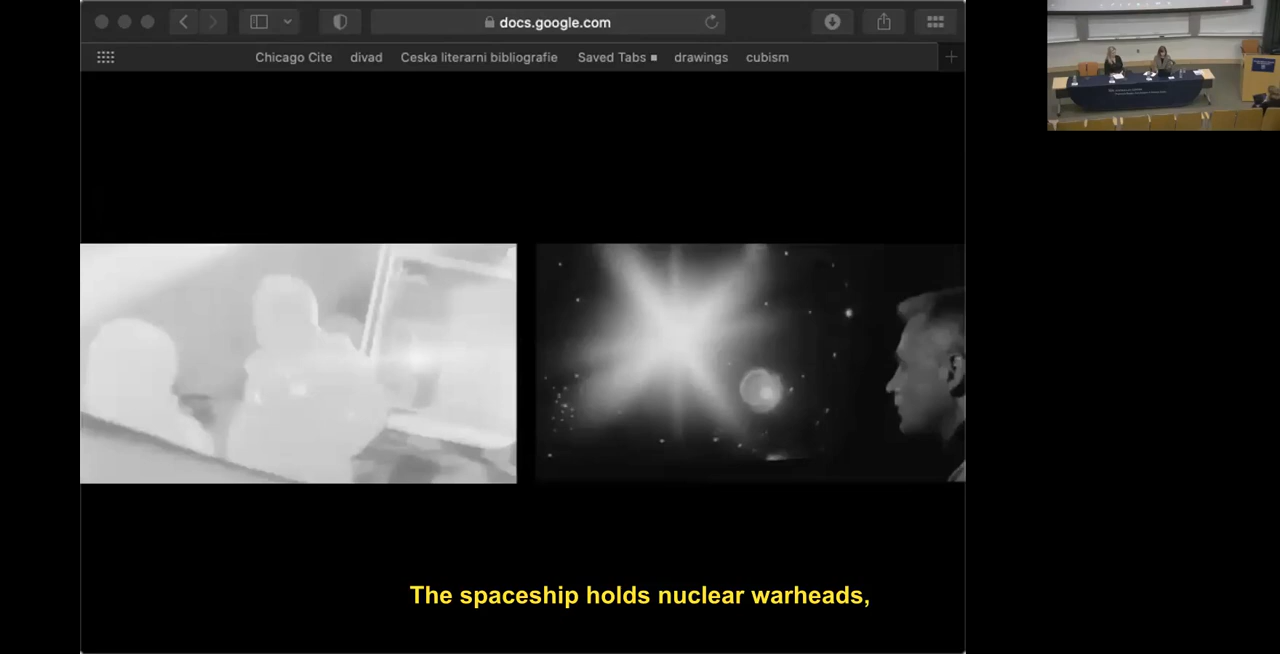 docs.google.com
Chicago Cite divad Ceska literarni bibliografie Saved Tabs drawings cubism
The spaceship holds nuclear warheads,